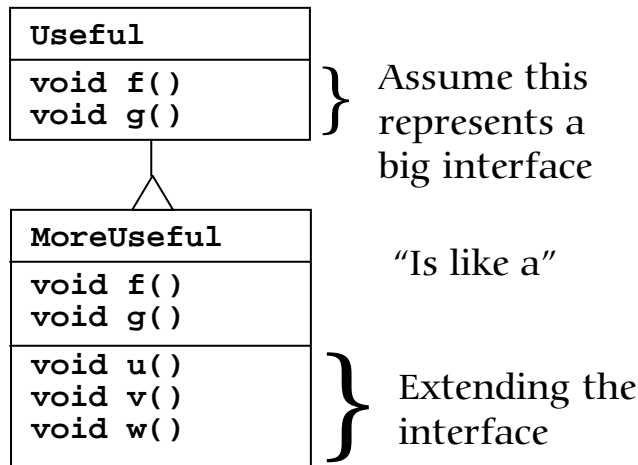 Useful
void f()
void g()
Assume this
represents a
big interface
MoreUseful
void f()
void g()
“Is like a”
void u()
void v()
void w()
Extending the
interface